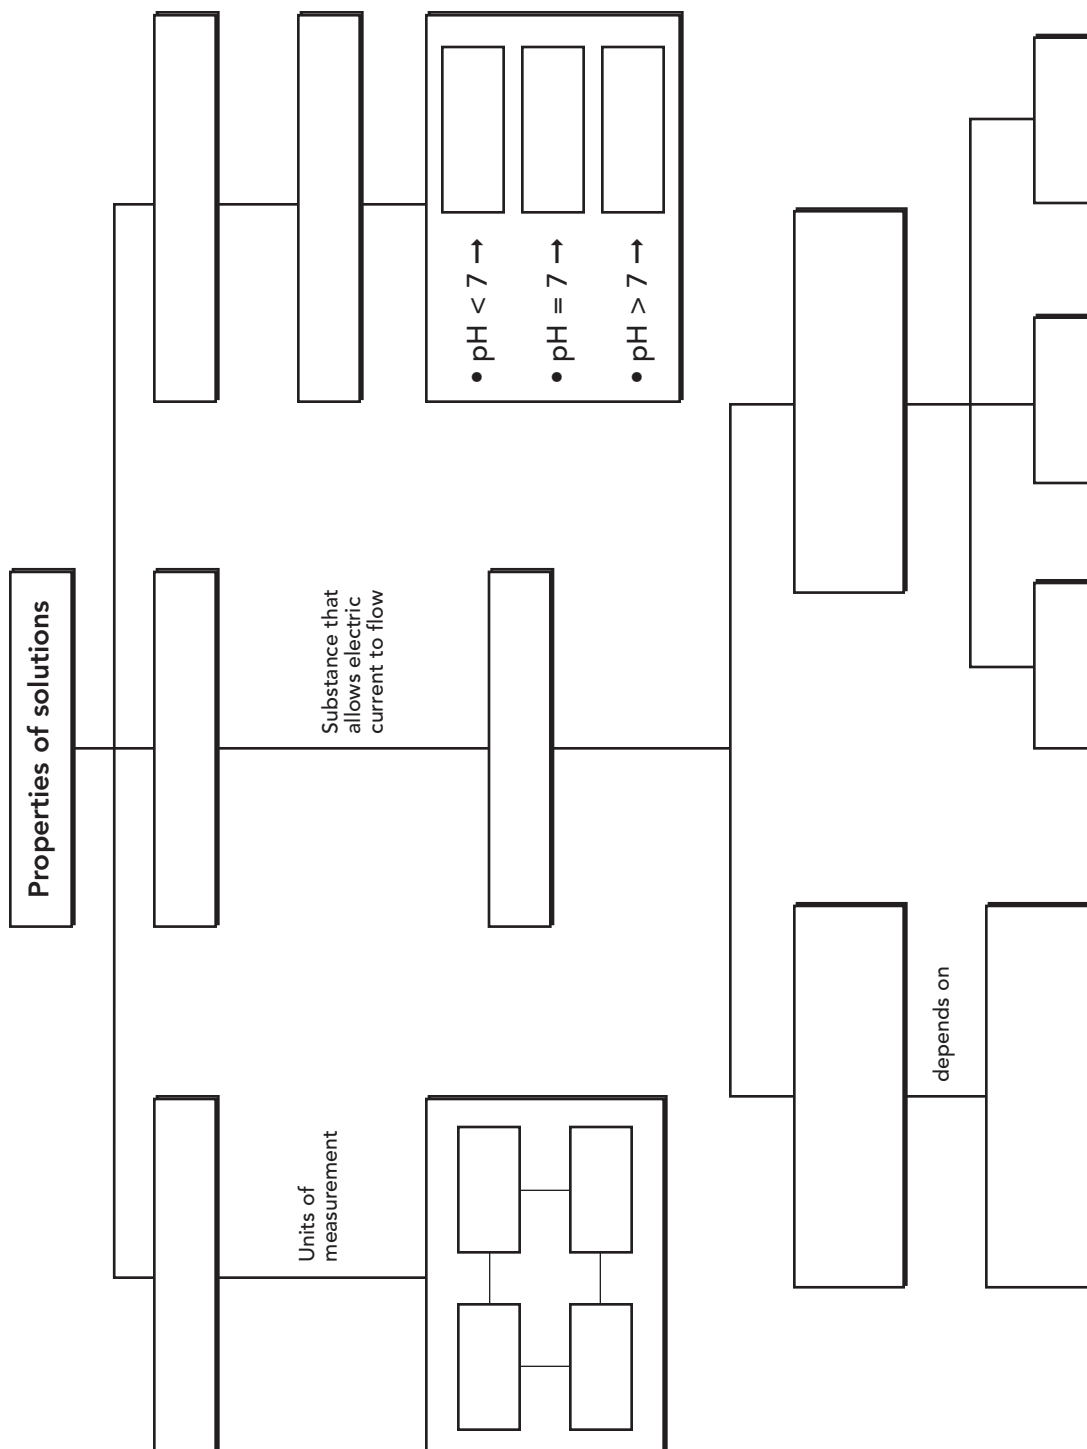 Properties of solutions
Units of
measurement
Substance that
allows electric
current to flow
• pH < 7 →
• pH = 7 →
• pH > 7 →
depends on